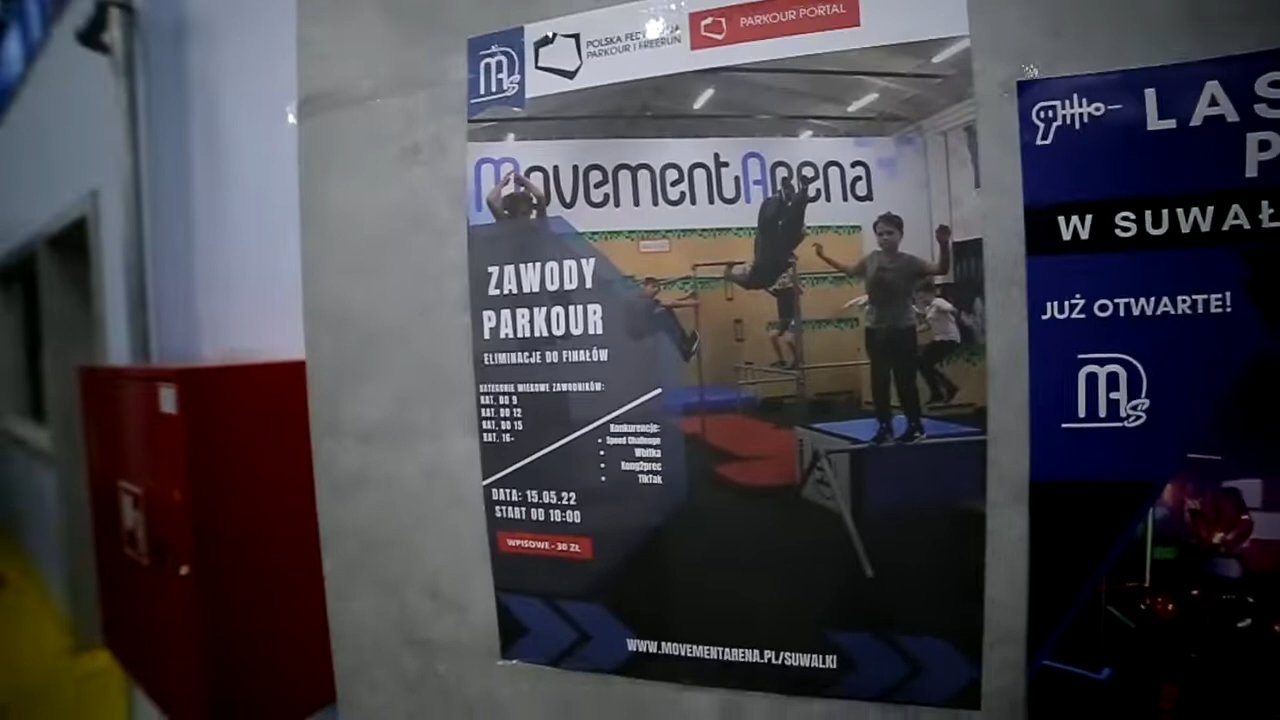 MAs
POLSKA FEDERACJA
PARKOUR I FREERUN
PARKOUR PORTAL
MovementArena
ZAWODY
PARKOUR
ELIMINACJE DO FINAŁÓW
KATEGORIE WIEKOWE ZAWODNIKÓW:
KAT. DO 9
KAT. DO 12
KAT. DO 15
KAT. 16+
Konkurencje:
• Speed Challenge
• Wbitka
• Kong2prec
• TikTak
DATA: 15.05.22
START OD 10:00
WPISOWE - 30 ZŁ
WWW.MOVEMENTARENA.PL/SUWALKI
LAS
P
W SUWAŁ
JUŻ OTWARTE!
MAs